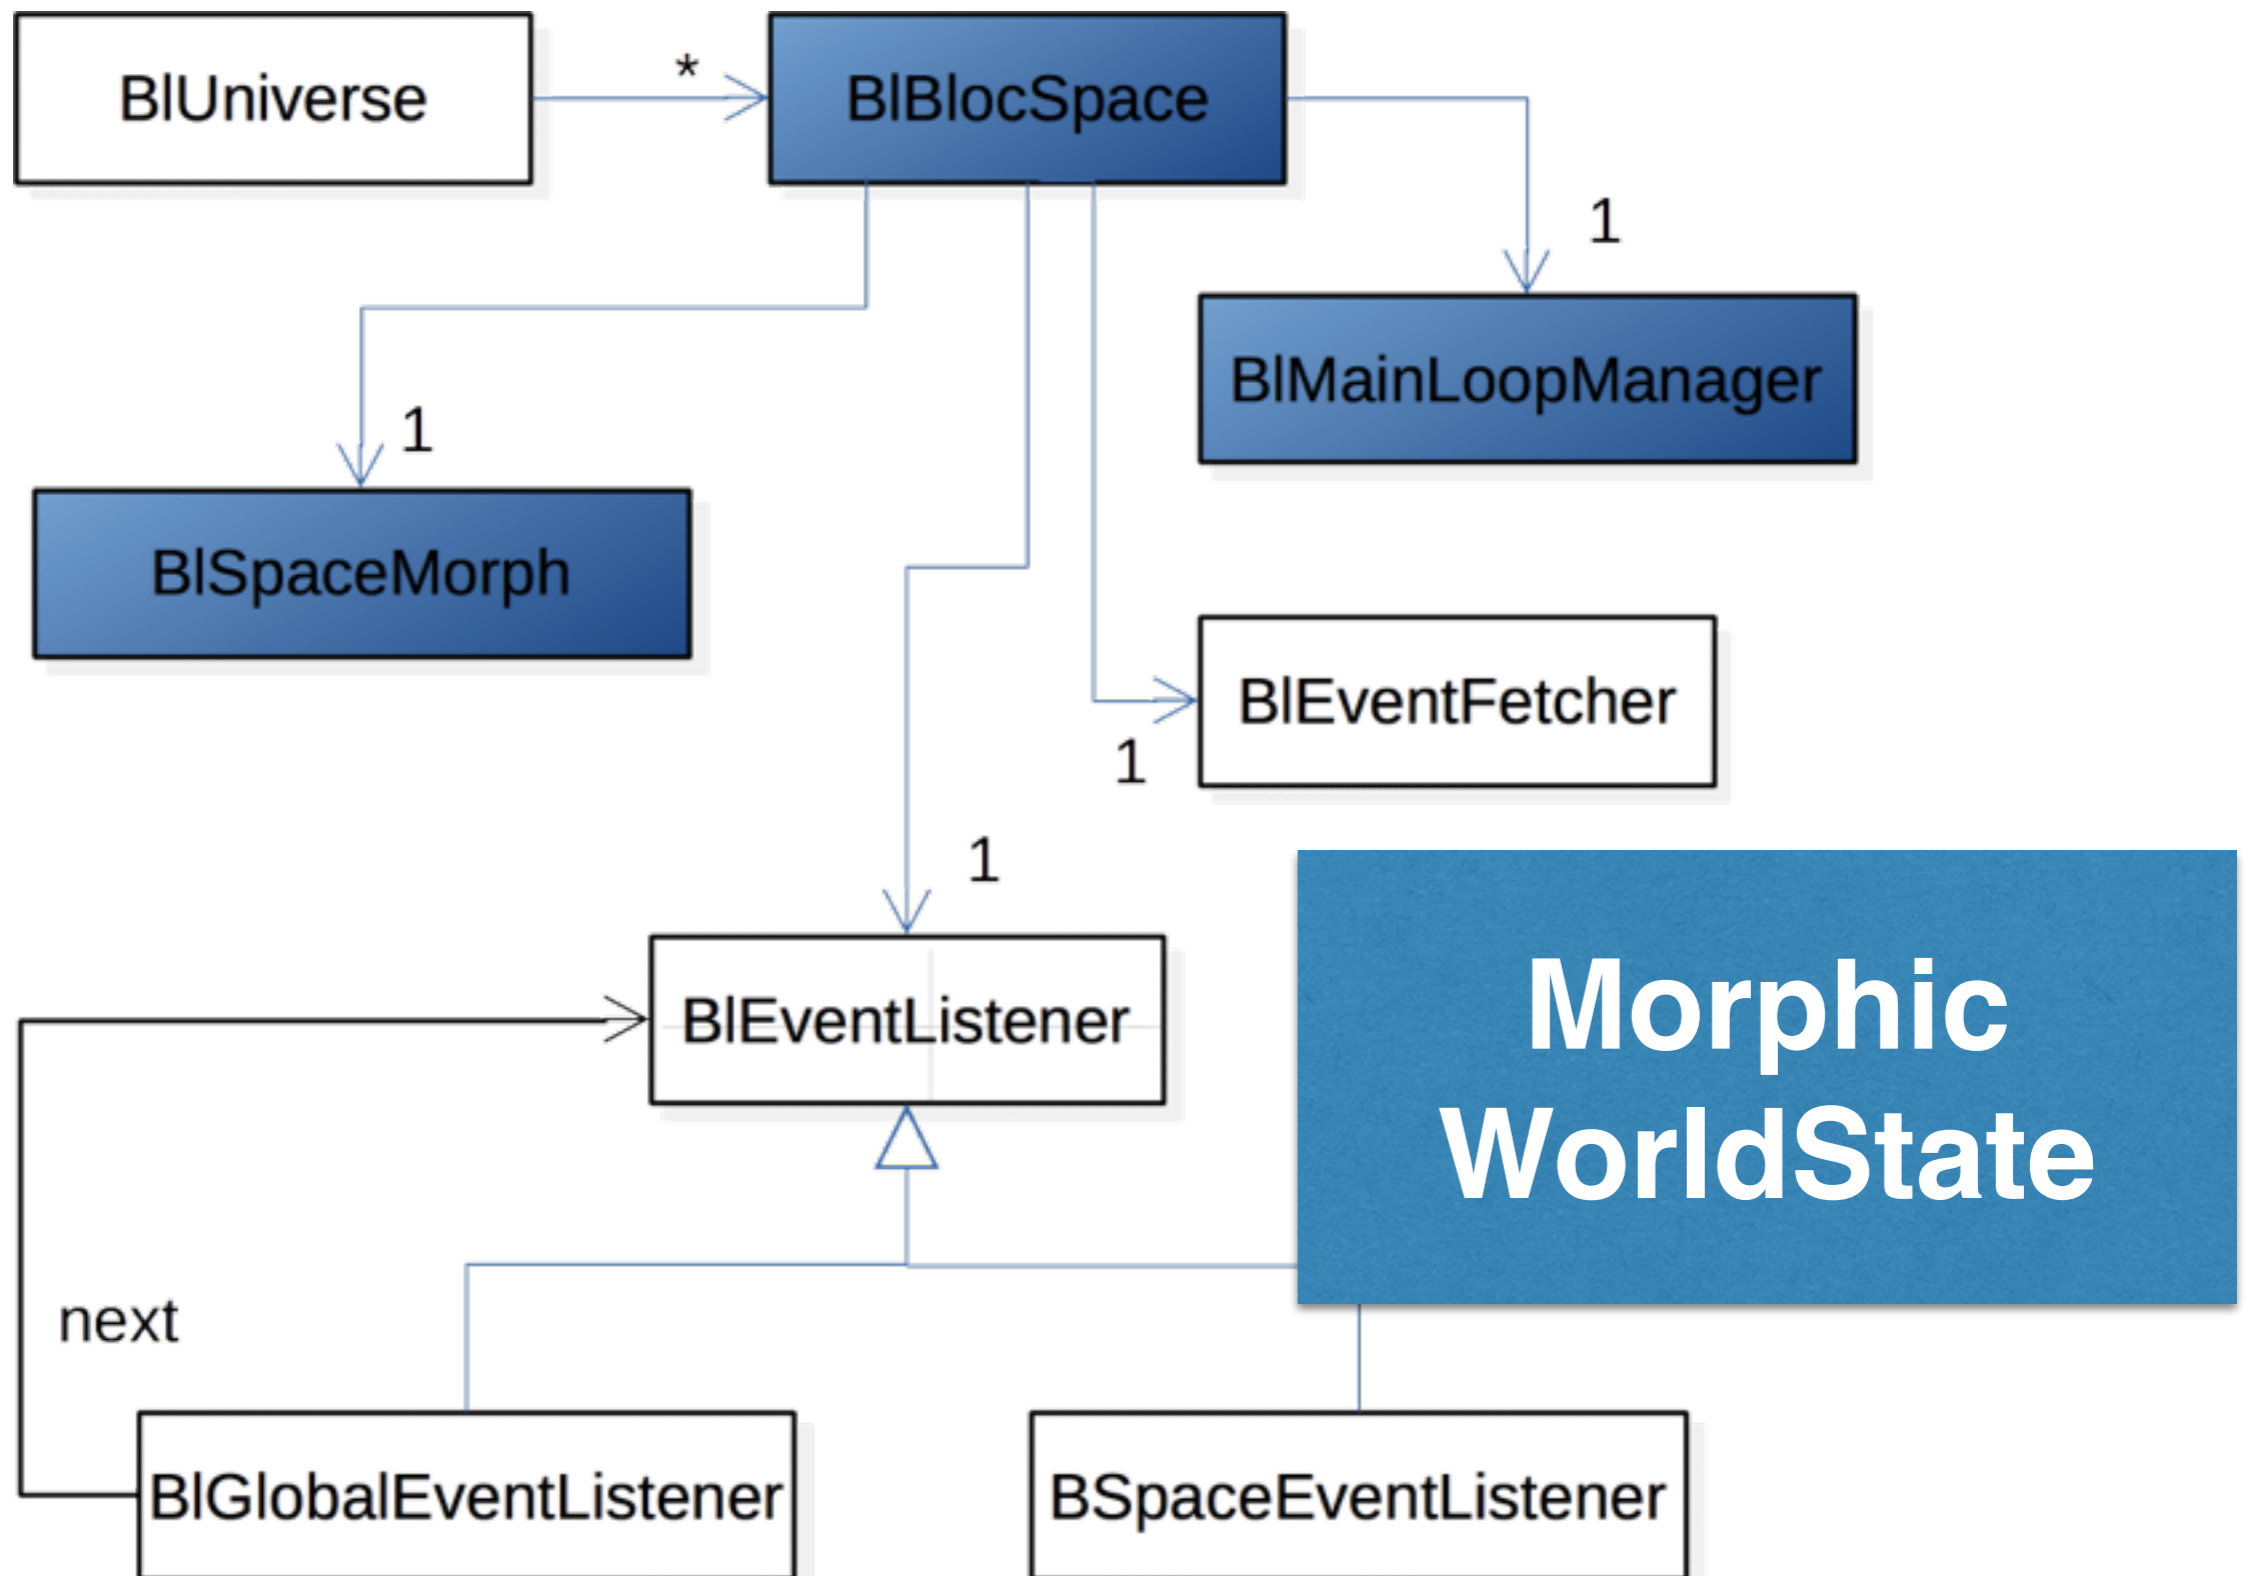 BlUniverse
*
BlBlocSpace
1
BlMainLoopManager
1
BlSpaceMorph
BlEventFetcher
1
1
BlEventListener
Morphic
WorldState
next
BlGlobalEventListener
BSpaceEventListener